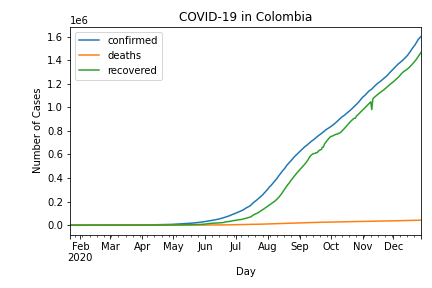 COVID-19 in Colombia
1e6
confirmed
deaths
recovered
1.6
1.4
1.2
1.0
0.8
0.6
0.4
0.2
0.0
Number of Cases
Feb Mar Apr May Jun Jul Aug Sep Oct Nov Dec
2020
Day